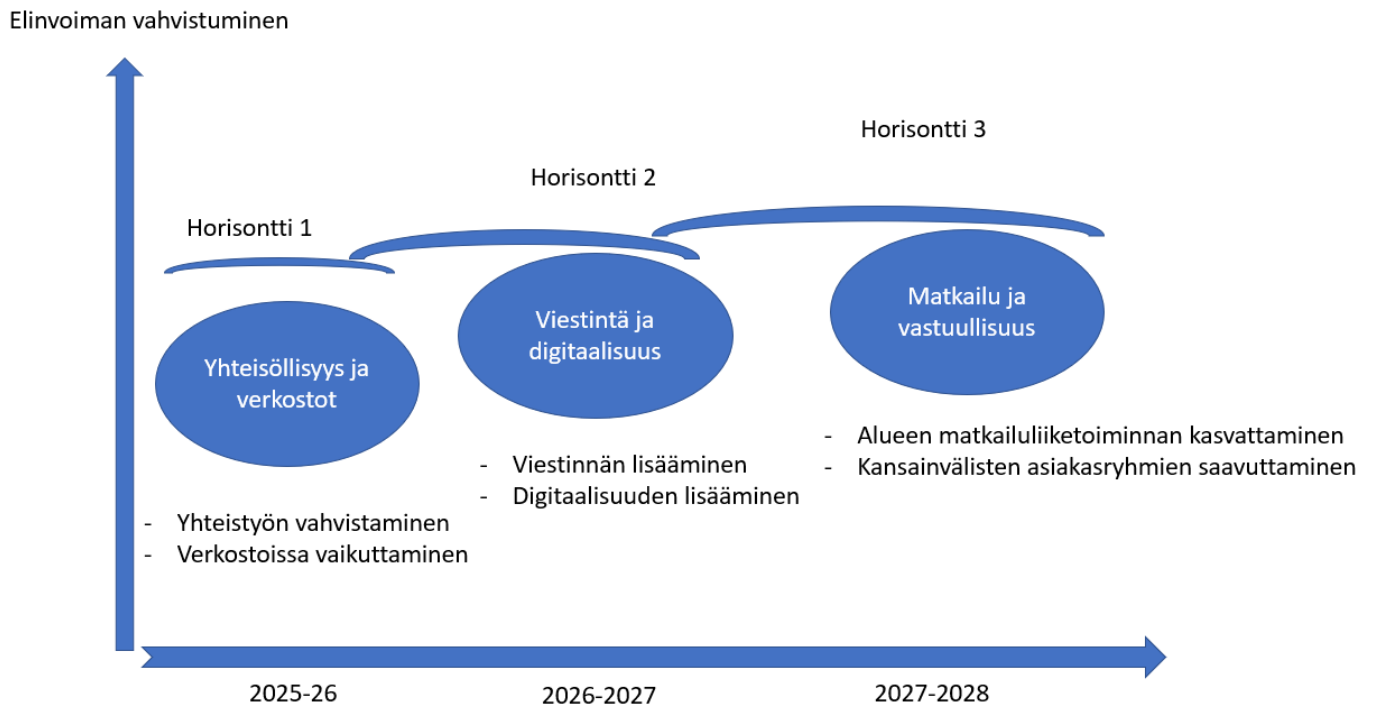 Elinvoiman vahvistuminen
Horisontti 1
Yhteisöllisyys ja
verkostot
- Yhteistyön vahvistaminen
- Verkostoissa vaikuttaminen
Horisontti 2
Viestintä ja
digitaalisuus
- Viestinnän lisääminen
- Digitaalisuuden lisääminen
Horisontti 3
Matkailu ja
vastuullisuus
- Alueen matkailuliiketoiminnan kasvattaminen
- Kansainvälisten asiakasryhmien saavuttaminen
2025-26
2026-2027
2027-2028